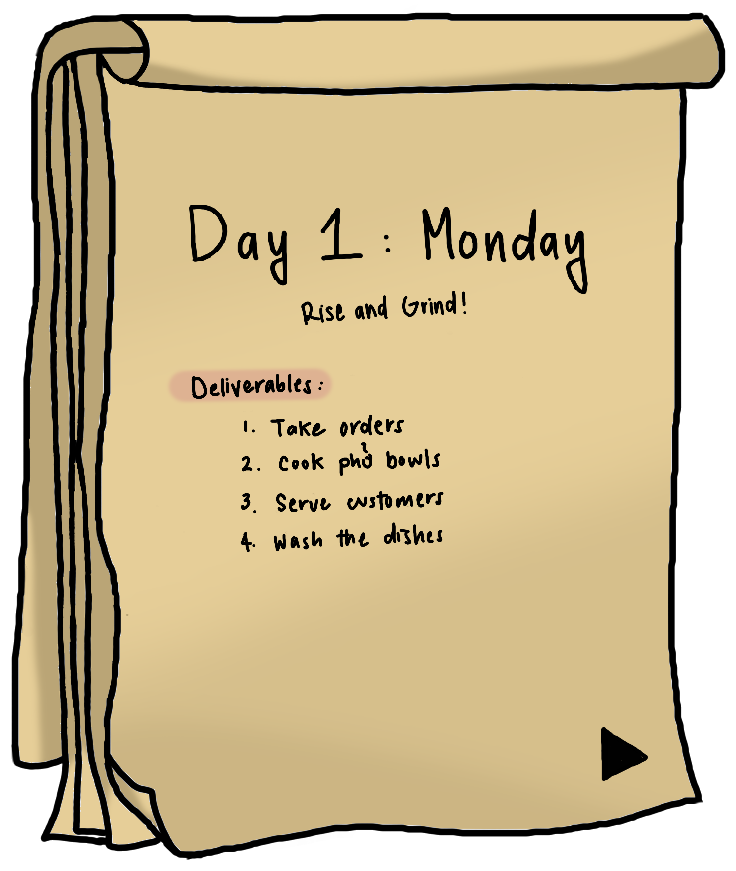 Day 1 : Monday
Rise and Grind!
Deliverables:
1. Take orders
2. Cook phở bowls
3. Serve customers
4. Wash the dishes